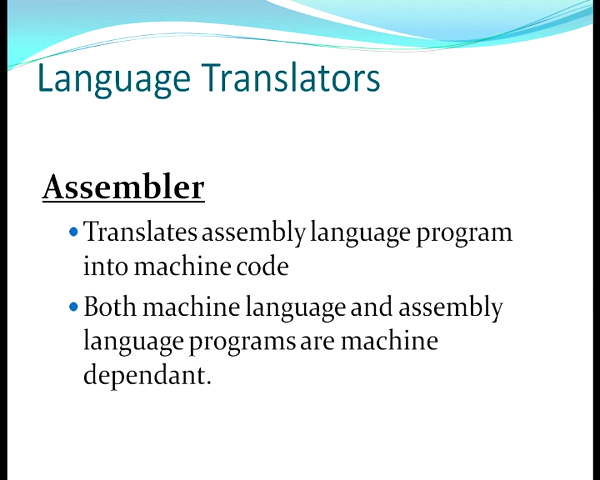 Language Translators
Assembler
• Translates assembly language program
into machine code
• Both machine language and assembly
language programs are machine
dependant.